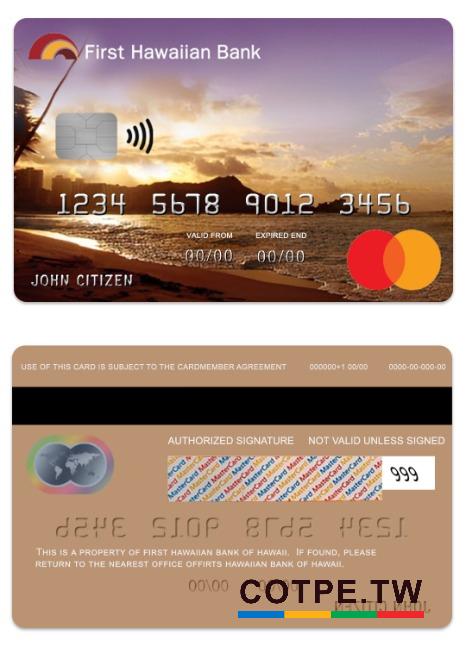 First Hawaiian Bank
1234 5678 9012 3456
VALID FROM EXPIRED END
00/00 00/00
JOHN CITIZEN
USE OF THIS CARD IS SUBJECT TO THE CARDMEMBER AGREEMENT 000000+1 00/00 0000-00-000-00
AUTHORIZED SIGNATURE NOT VALID UNLESS SIGNED
MasterCard
999
THIS IS A PROPERTY OF FIRST HAWAIIAN BANK OF HAWAII. IF FOUND, PLEASE
RETURN TO THE NEAREST OFFICE OFFIRTS HAWAIIAN BANK OF HAWAII.
COTPE.TW